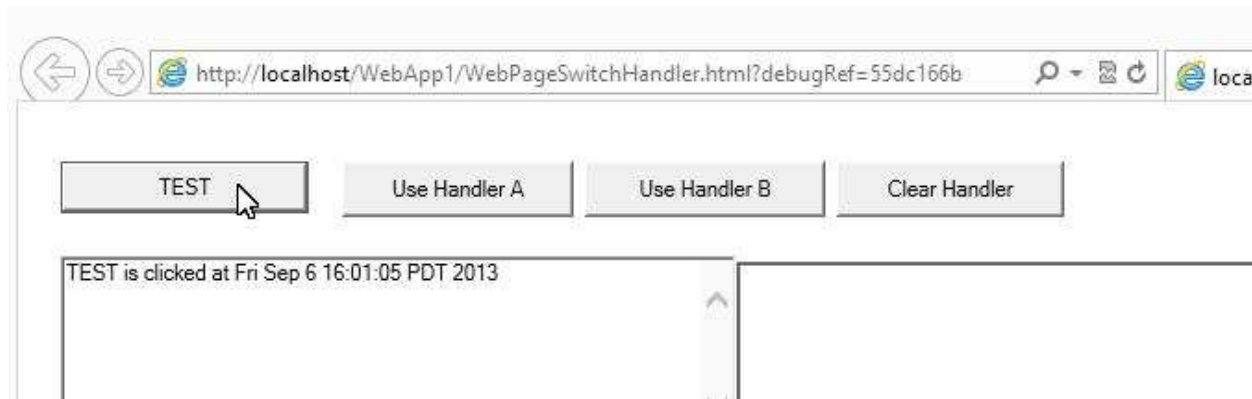 http://localhost/WebApp1/WebPageSwitchHandler.html?debugRef=55dc166b
loca
TEST
Use Handler A
Use Handler B
Clear Handler
TEST is clicked at Fri Sep 6 16:01:05 PDT 2013